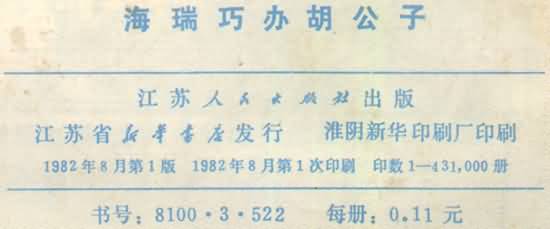 海瑞巧办胡公子
江苏人民出版社出版
江苏省新华书店发行 淮阴新华印刷厂印刷
1982年8月第1版 1982年8月第1次印刷 印数1—431,000册
书号：8100·3·522 每册：0.11元